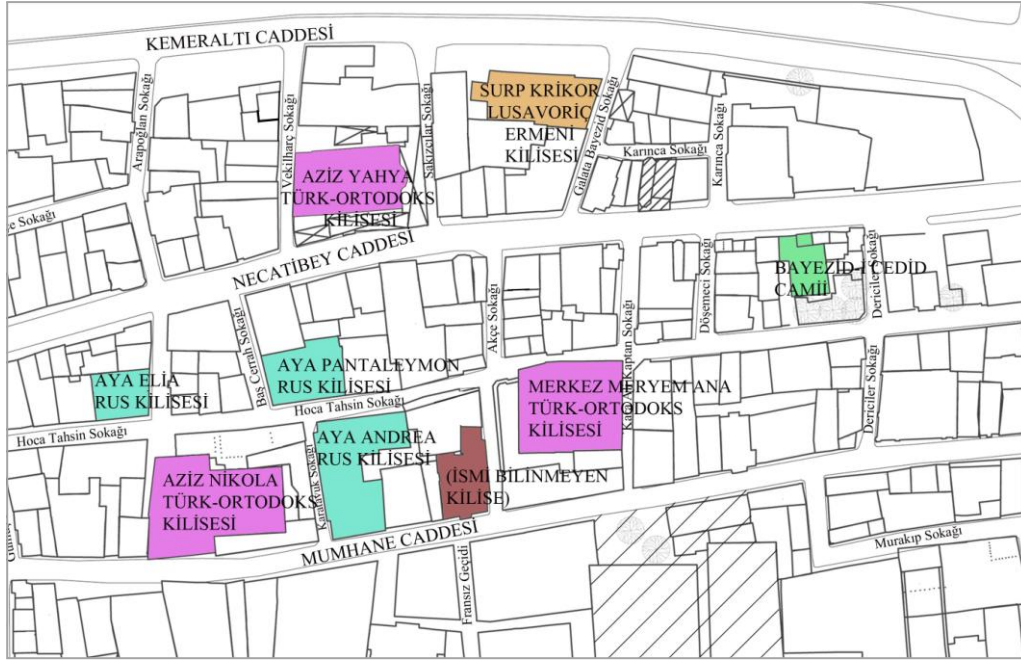 KEMERALTI CADDESİ
Arapoğlan Sokağı
Vekilharç Sokağı
Sakızcılar Sokağı
SURP KRİKOR
LUSAVORİÇ
ERMENİ
KİLİSESİ
Galata Bayezid Sokağı
Karınca Sokağı
Karınca Sokağı
AZİZ YAHYA
TÜRK-ORTODOKS
KİLİSESİ
Sokağı
NECATİBEY CADDESİ
BAYEZİD-İ CEDİD
CAMİİ
Dericiler Sokağı
Döşemeci Sokağı
Akçe Sokağı
Baş Cerrah Sokağı
AYA PANTALEYMON
RUS KİLİSESİ
AYA ELİA
RUS KİLİSESİ
MERKEZ MERYEM ANA
TÜRK-ORTODOKS
KİLİSESİ
Kaptan Sokağı
Dericiler Sokağı
Hoca Tahsin Sokağı
Hoca Tahsin Sokağı
AYA ANDREA
RUS KİLİSESİ
Karanavuk Sokağı
AZİZ NİKOLA
TÜRK-ORTODOKS
KİLİSESİ
(İSMİ BİLİNMEYEN
KİLİSE)
MUMHANE CADDESİ
Murakıp Sokağı
Fransız Geçidi